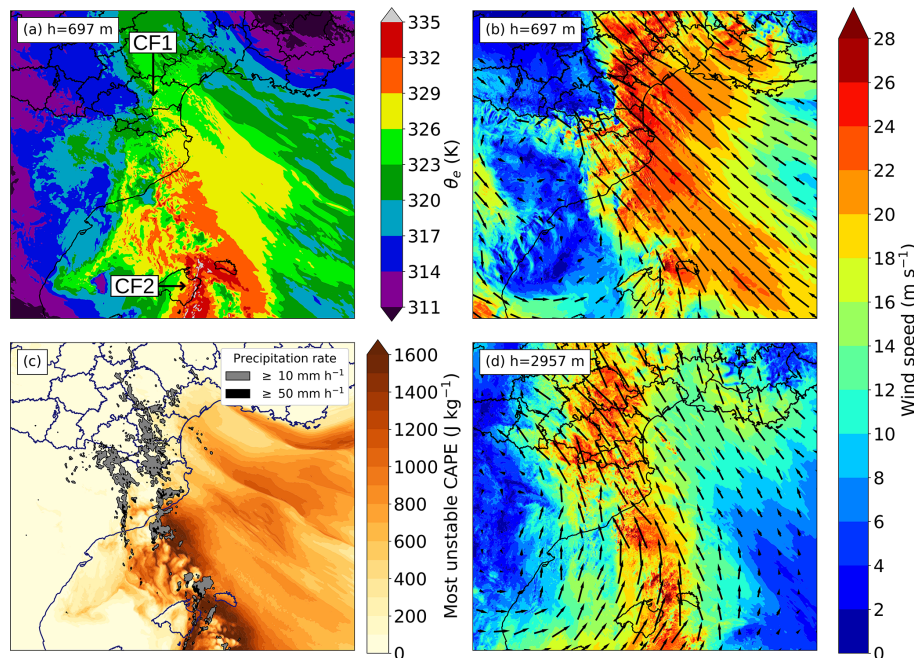 (a) h=697 m
CF1
CF2
335
332
329
326
323
320
317
314
311
θe (K)
(b) h=697 m
28
26
24
22
20
18
16
14
12
10
8
6
4
2
0
Wind speed (m s−1)
(c)
Precipitation rate
≥ 10 mm h−1
≥ 50 mm h−1
1600
1400
1200
1000
800
600
400
200
0
Most unstable CAPE (J kg−1)
(d) h=2957 m